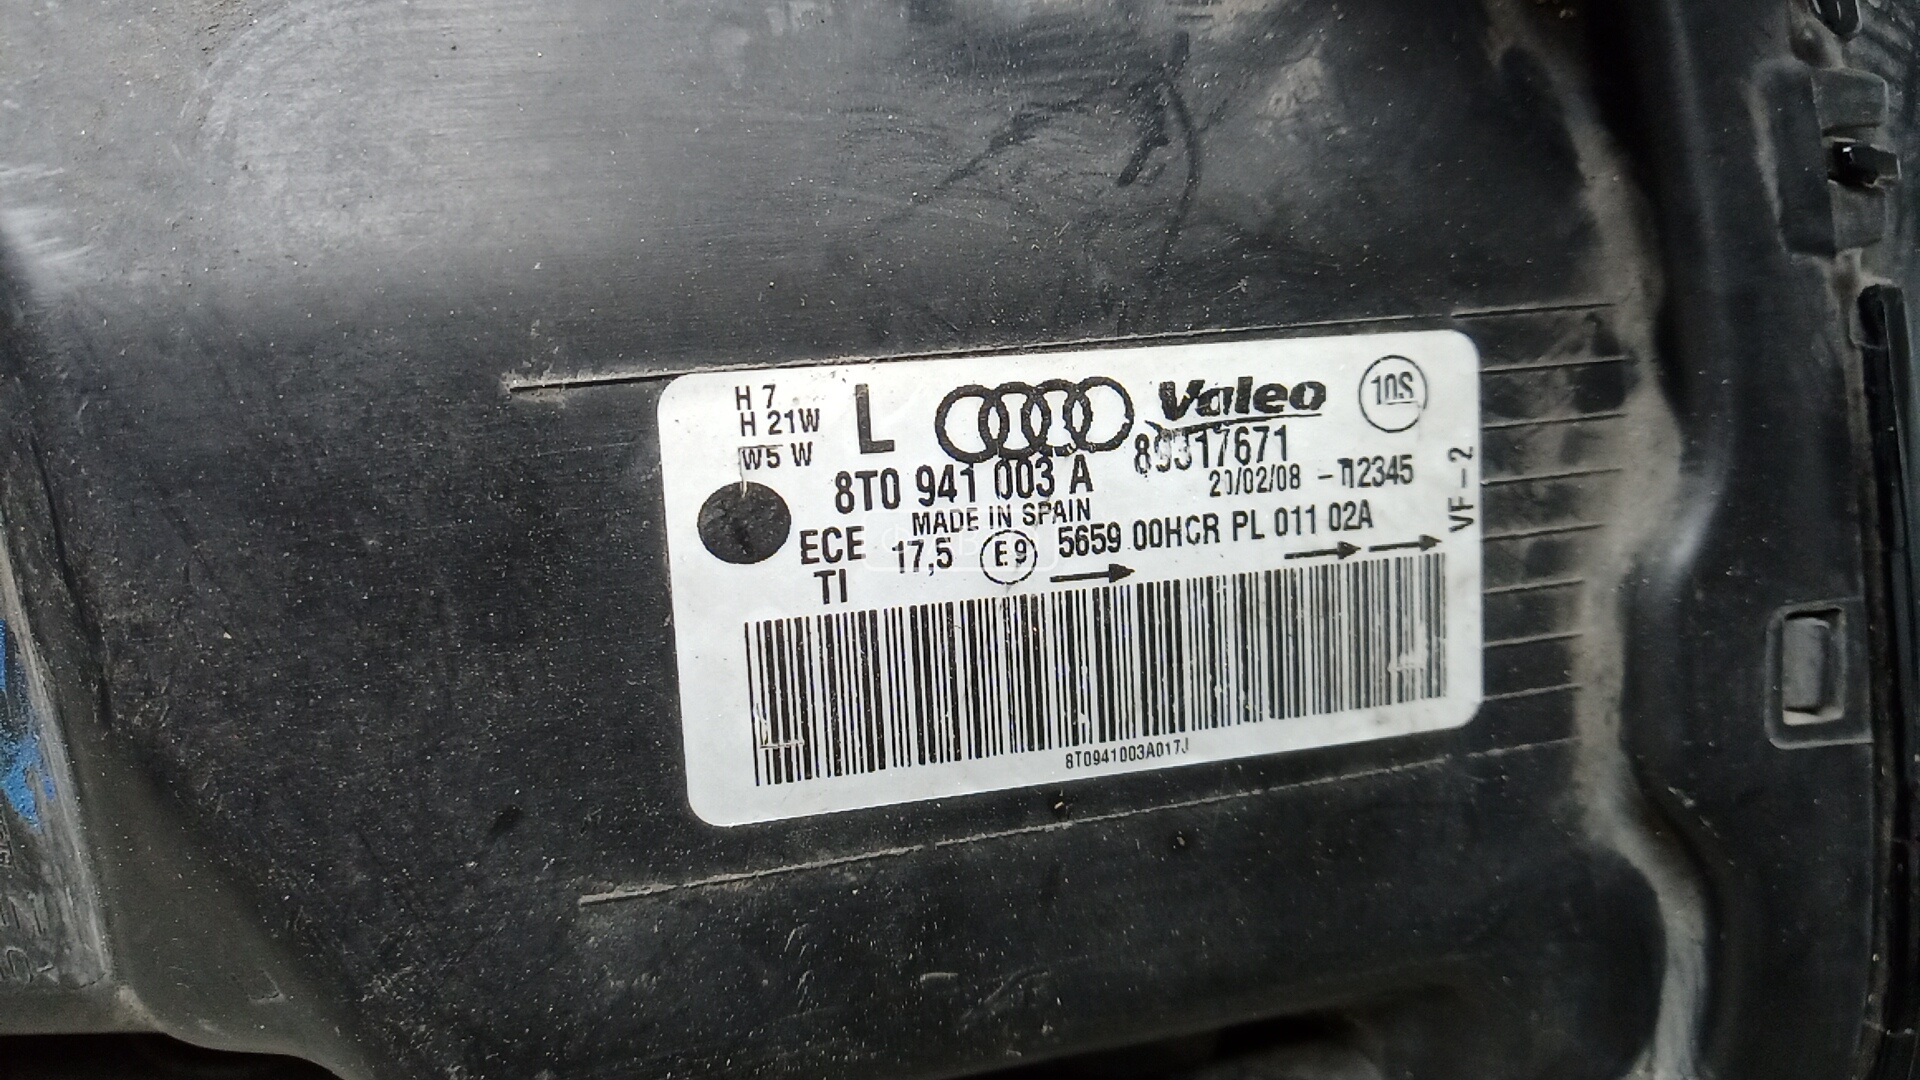 H 7
H 21W
W5 W
L
Valeo
10S
89317671
8T0 941 003 A
20/02/08 - 12345
MADE IN SPAIN
VF-2
ECE
TI
17,5
E9
5659 00HCR PL 011 02A
8T0941003A017J